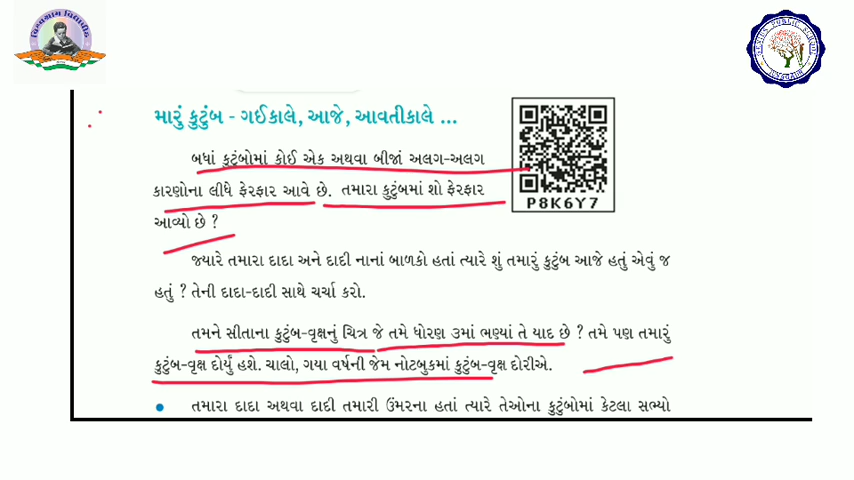 મારું કુટુંબ - ગઈકાલે, આજે, આવતીકાલે ...
બધાં કુટુંબોમાં કોઈ એક અથવા બીજાં અલગ-અલગ
કારણોના લીધે ફેરફાર આવે છે. તમારા કુટુંબમાં શો ફેરફાર
આવ્યો છે ?
P8K6Y7
જ્યારે તમારા દાદા અને દાદી નાનાં બાળકો હતાં ત્યારે શું તમારું કુટુંબ આજે હતું એવું જ
હતું ? તેની દાદા-દાદી સાથે ચર્ચા કરો.
તમને સીતાના કુટુંબ-વૃક્ષનું ચિત્ર જે તમે ધોરણ ૩માં ભણ્યાં તે યાદ છે ? તમે પણ તમારું
કુટુંબ-વૃક્ષ દોર્યું હશે. ચાલો, ગયા વર્ષની જેમ નોટબુકમાં કુટુંબ-વૃક્ષ દોરીએ.
• તમારા દાદા અથવા દાદી તમારી ઉંમરના હતાં ત્યારે તેઓના કુટુંબોમાં કેટલા સભ્યો